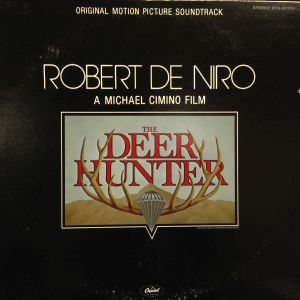 ORIGINAL MOTION PICTURE SOUNDTRACK
ROBERT DE NIRO
A MICHAEL CIMINO FILM
THE
DEER
HUNTER
Capitol